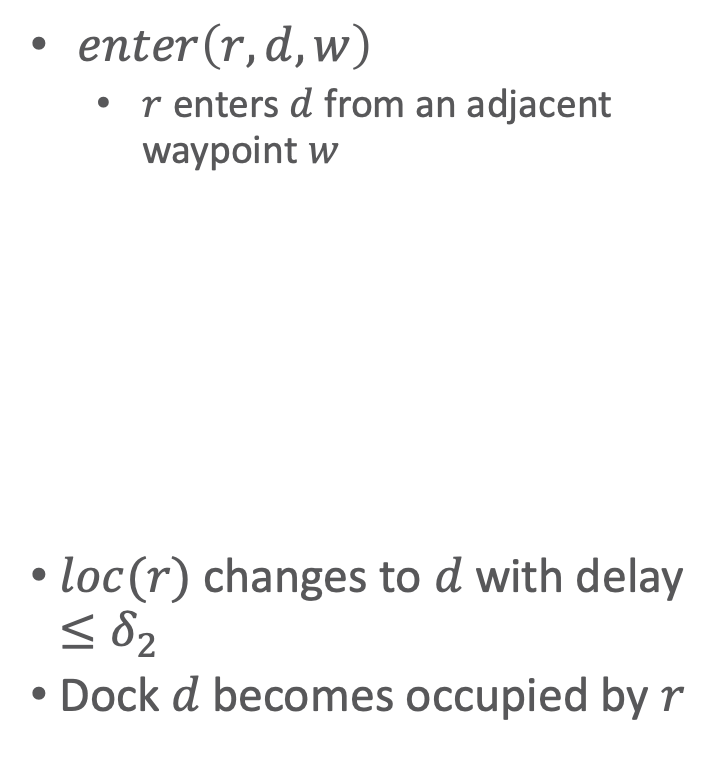 • enter(r, d, w)
• r enters d from an adjacent
waypoint w
• loc(r) changes to d with delay
≤ δ₂
• Dock d becomes occupied by r